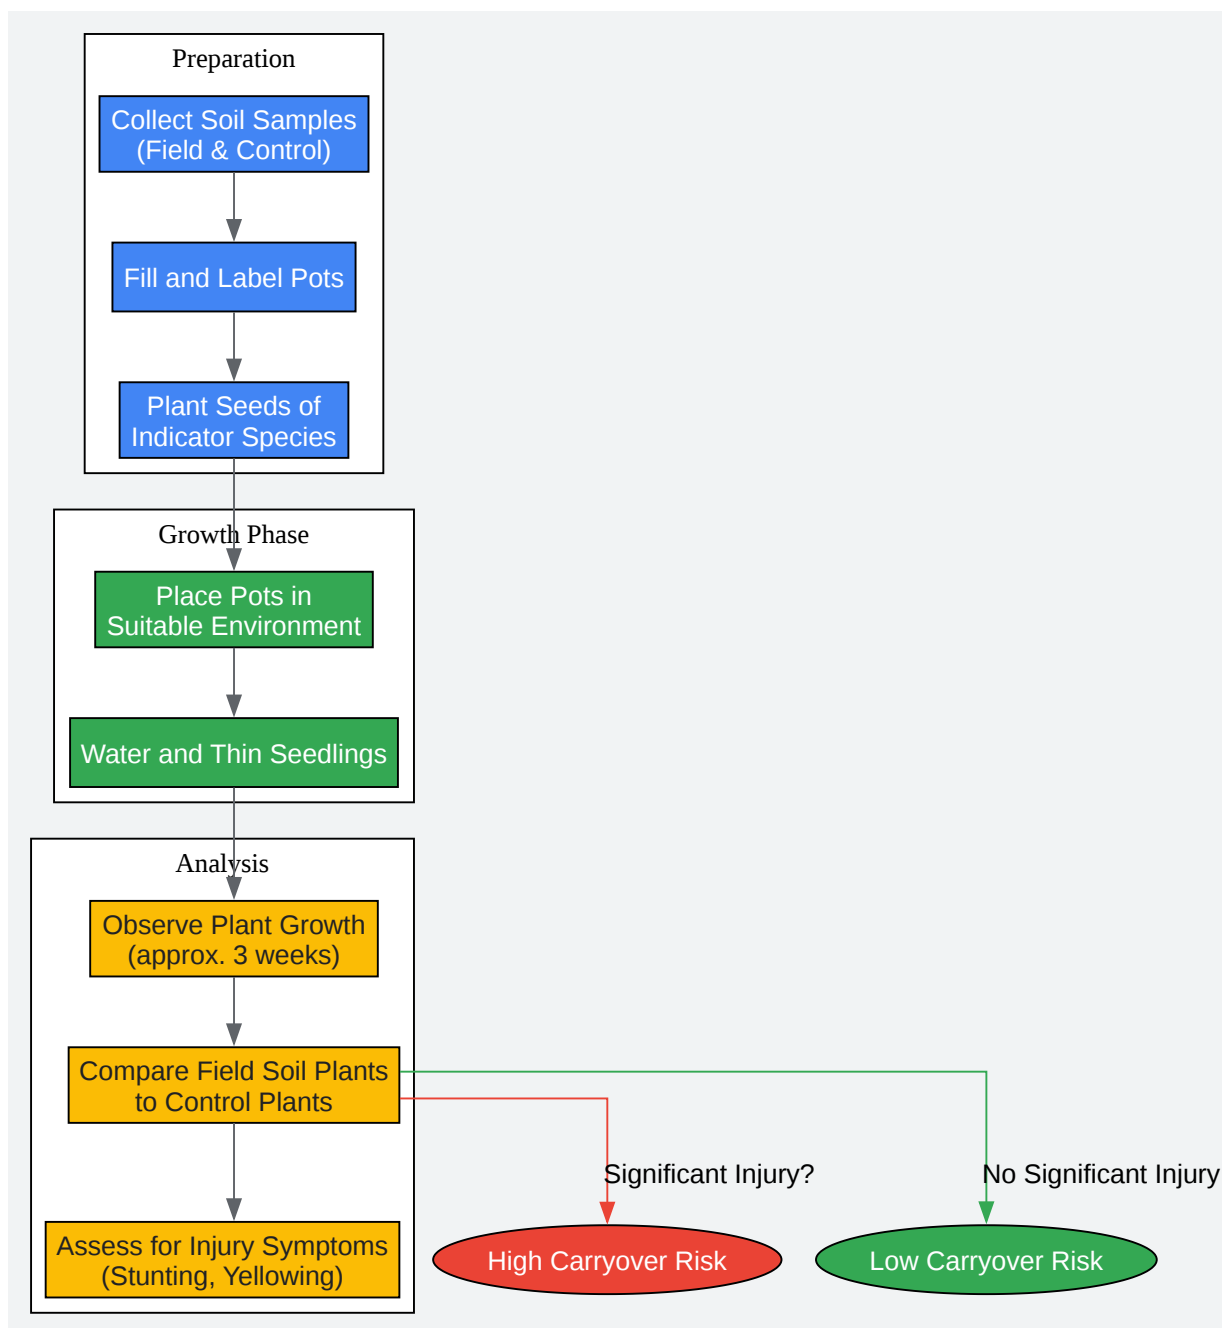 Preparation
Collect Soil Samples
(Field & Control)
Fill and Label Pots
Plant Seeds of
Indicator Species
Growth Phase
Place Pots in
Suitable Environment
Water and Thin Seedlings
Analysis
Observe Plant Growth
(approx. 3 weeks)
Compare Field Soil Plants
to Control Plants
Significant Injury?
No Significant Injury
Assess for Injury Symptoms
(Stunting, Yellowing)
High Carryover Risk
Low Carryover Risk